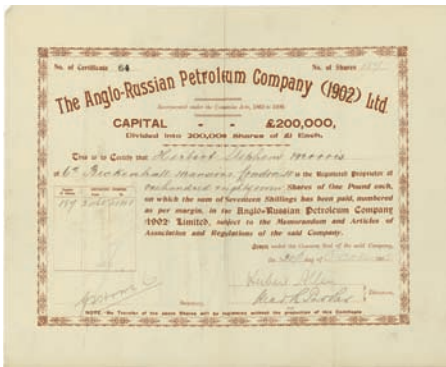 No. of Certificate 64
No. of Shares
The Anglo-Russian Petroleum Company (1902) Ltd.
Incorporated under the Companies Acts, 1862 to 1900.
CAPITAL - - £200,000,
Divided into 200,000 Shares of £1 Each.
This is to Certify that Herbert Stephen Morris
of Mansions London is the Registered Proprietor of
Shares of One Pound each,
on which the sum of Seventeen Shillings has been paid, numbered
as per margin, in the Anglo-Russian Petroleum Company
1902 Limited, subject to the Memorandum and Articles of
Association and Regulations of the said Company.
Given under the Common Seal of the said Company,
the day of
Herbert Allen
Secretary.
Directors.
NOTE.-No Transfer of the above Shares will be registered without the production of this Certificate